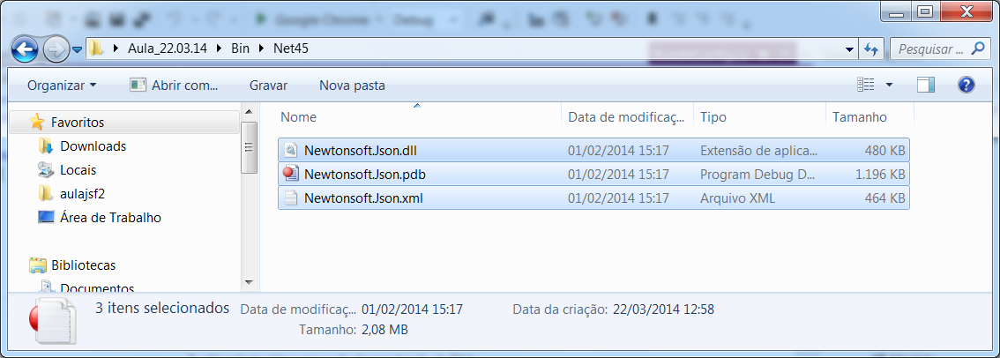 Google Chrome Debug
Aula_22.03.14 Bin Net45 Pesquisar ...
Organizar Abrir com... Gravar Nova pasta
Favoritos
Downloads
Locais
aulajsf2
Área de Trabalho
Bibliotecas
Documentos
Nome Data de modificaç... Tipo Tamanho
Newtonsoft.Json.dll 01/02/2014 15:17 Extensão de aplica... 480 KB
Newtonsoft.Json.pdb 01/02/2014 15:17 Program Debug D... 1.196 KB
Newtonsoft.Json.xml 01/02/2014 15:17 Arquivo XML 464 KB
3 itens selecionados Data de modificaç... 01/02/2014 15:17 Data da criação: 22/03/2014 12:58
Tamanho: 2,08 MB